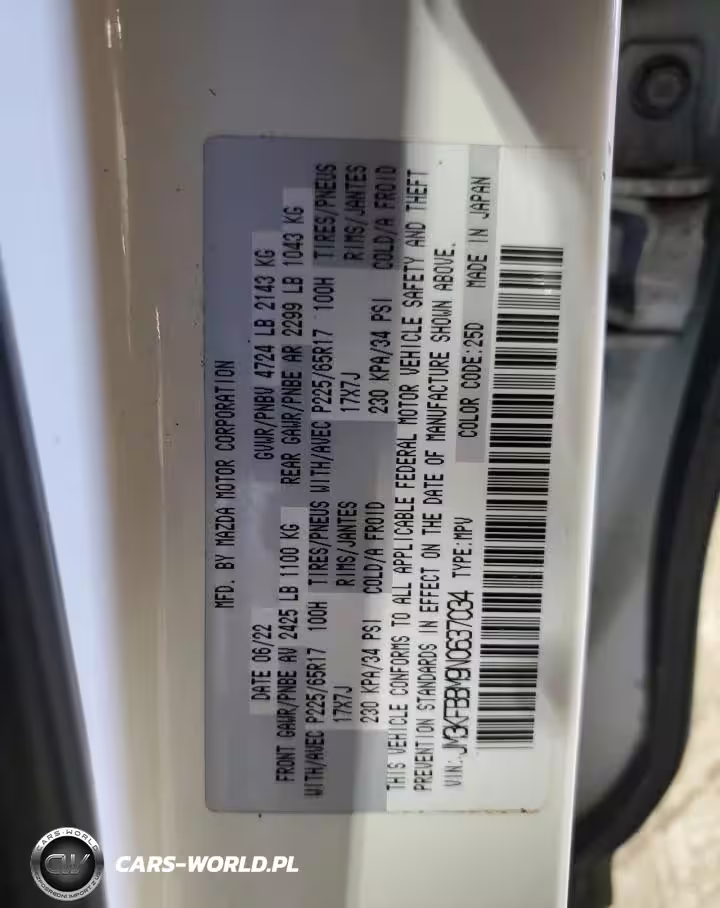 MFD. BY MAZDA MOTOR CORPORATION
DATE 06/22 GVWR/PNBV 4724 LB 2143 KG
FRONT GAWR/PNBE AV 2425 LB 1100 KG REAR GAWR/PNBE AR 2299 LB 1043 KG
WITH/AVEC P225/65R17 100H TIRES/PNEUS WITH/AVEC P225/65R17 100H TIRES/PNEUS
17X7J RIMS/JANTES 17X7J RIMS/JANTES
230 KPA/34 PSI COLD/A FROID 230 KPA/34 PSI COLD/A FROID
THIS VEHICLE CONFORMS TO ALL APPLICABLE FEDERAL MOTOR VEHICLE SAFETY AND THEFT
PREVENTION STANDARDS IN EFFECT ON THE DATE OF MANUFACTURE SHOWN ABOVE.
VIN: JM3KFBBM9N0637034 TYPE:MPV COLOR CODE:25D MADE IN JAPAN
CARS-WORLD
CW
CARS-WORLD.PL